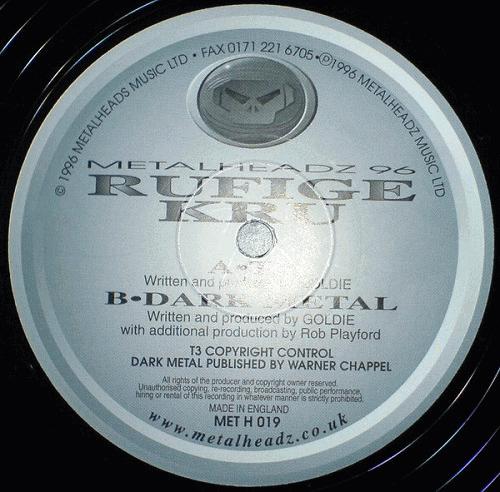 © 1996 METALHEADS MUSIC LTD • FAX 0171 221 6705 • ℗ 1996 METALHEADZ MUSIC LTD
METALHEADZ 96
RUFIGE
KRU
A•T
Written and produced by GOLDIE
B•DARK METAL
Written and produced by GOLDIE
with additional production by Rob Playford
T3 COPYRIGHT CONTROL
DARK METAL PUBLISHED BY WARNER CHAPPEL
All rights of the producer and copyright owner reserved.
Unauthorised copying, re-recording, broadcasting, public performance,
hiring or rental of this recording in whatever manner is strictly prohibited.
MADE IN ENGLAND
MET H 019
www.metalheadz.co.uk